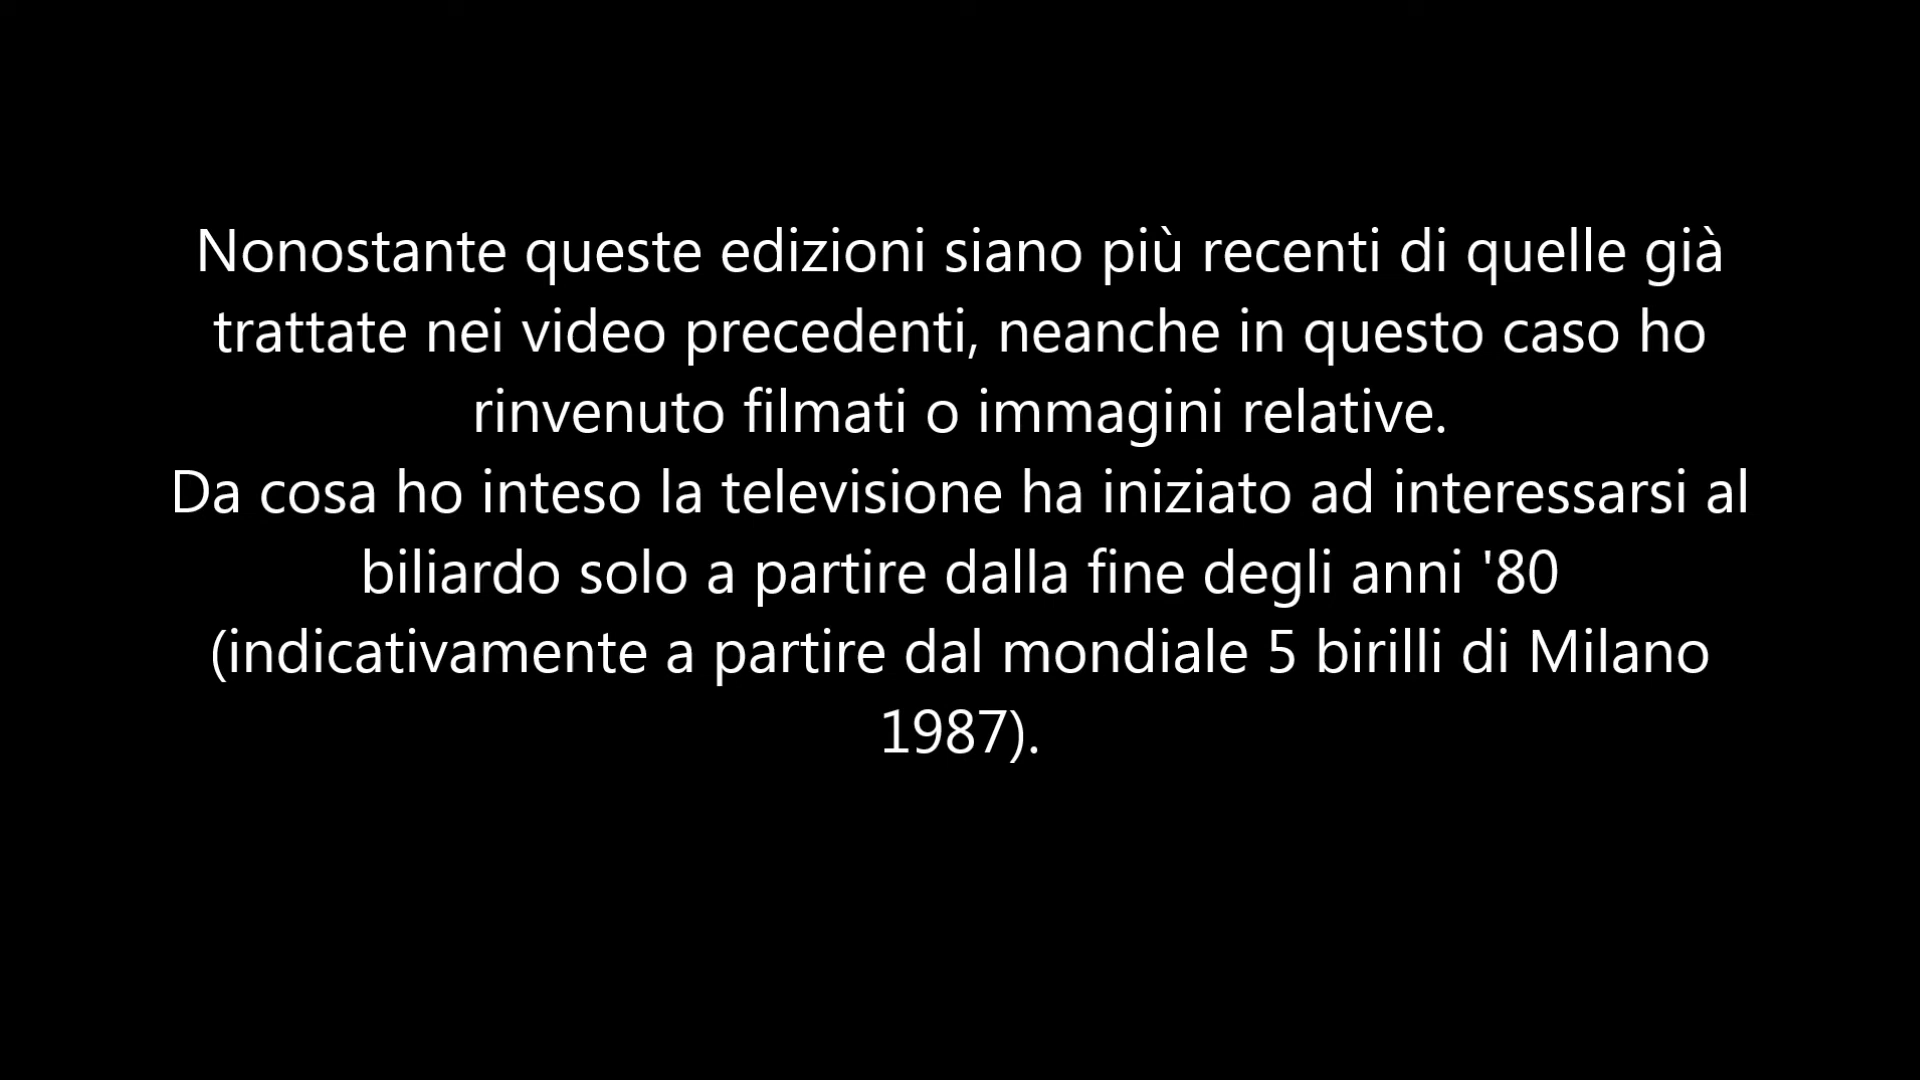 Nonostante queste edizioni siano più recenti di quelle già
trattate nei video precedenti, neanche in questo caso ho
rinvenuto filmati o immagini relative.
Da cosa ho inteso la televisione ha iniziato ad interessarsi al
biliardo solo a partire dalla fine degli anni '80
(indicativamente a partire dal mondiale 5 birilli di Milano
1987).